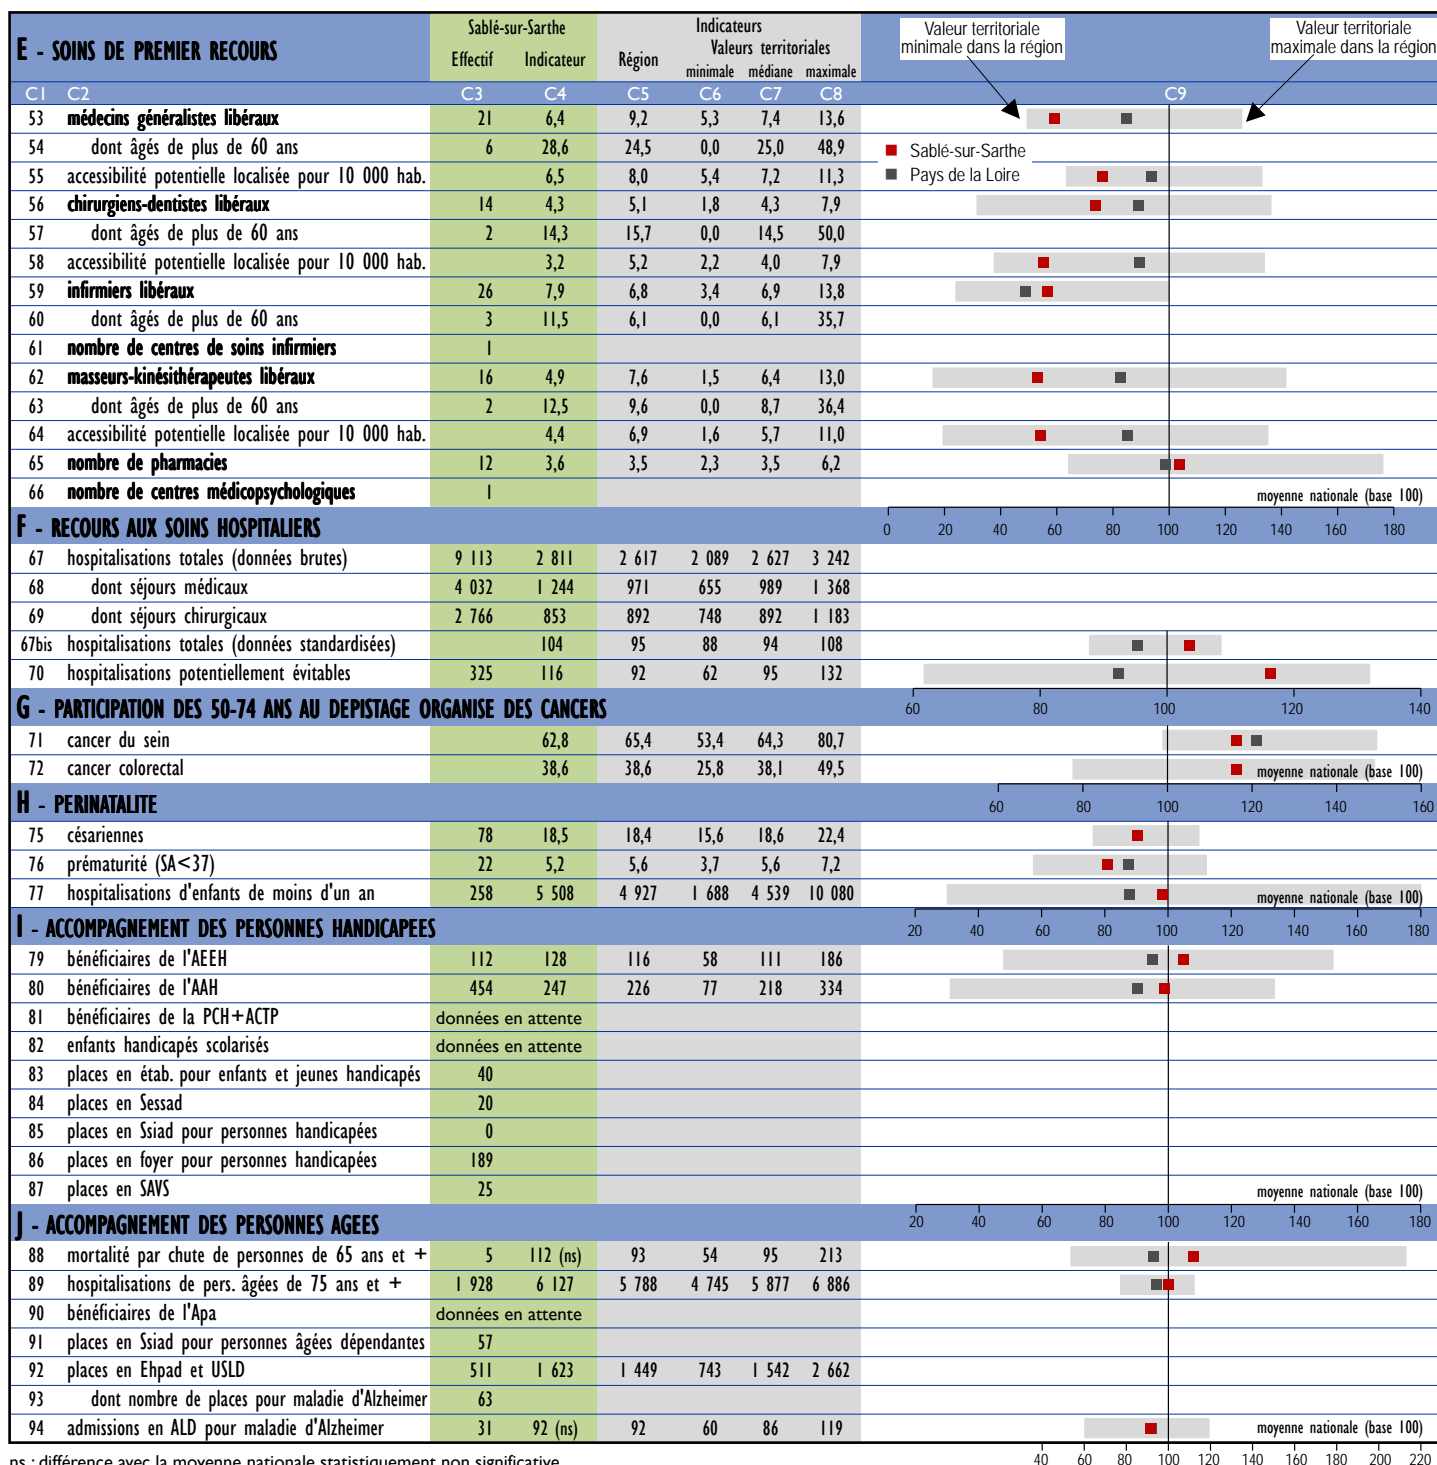 E - SOINS DE PREMIER RECOURS
Sablé-sur-Sarthe Indicateurs
Effectif Indicateur Région Valeurs territoriales
minimale médiane maximale
Valeur territoriale
minimale dans la région
Valeur territoriale
maximale dans la région
C1 C2 C3 C4 C5 C6 C7 C8 C9
53 médecins généralistes libéraux 21 6,4 9,2 5,3 7,4 13,6
54 dont âgés de plus de 60 ans 6 28,6 24,5 0,0 25,0 48,9
Sablé-sur-Sarthe
55 accessibilité potentielle localisée pour 10 000 hab. 6,5 8,0 5,4 7,2 11,3
Pays de la Loire
56 chirurgiens-dentistes libéraux 14 4,3 5,1 1,8 4,3 7,9
57 dont âgés de plus de 60 ans 2 14,3 15,7 0,0 14,5 50,0
58 accessibilité potentielle localisée pour 10 000 hab. 3,2 5,2 2,2 4,0 7,9
59 infirmiers libéraux 26 7,9 6,8 3,4 6,9 13,8
60 dont âgés de plus de 60 ans 3 11,5 6,1 0,0 6,1 35,7
61 nombre de centres de soins infirmiers 1
62 masseurs-kinésithérapeutes libéraux 16 4,9 7,6 1,5 6,4 13,0
63 dont âgés de plus de 60 ans 2 12,5 9,6 0,0 8,7 36,4
64 accessibilité potentielle localisée pour 10 000 hab. 4,4 6,9 1,6 5,7 11,0
65 nombre de pharmacies 12 3,6 3,5 2,3 3,5 6,2
66 nombre de centres médicopsychologiques 1 moyenne nationale (base 100)
F - RECOURS AUX SOINS HOSPITALIERS 0 20 40 60 80 100 120 140 160 180
67 hospitalisations totales (données brutes) 9 113 2 811 2 617 2 089 2 627 3 242
68 dont séjours médicaux 4 032 1 244 971 655 989 1 368
69 dont séjours chirurgicaux 2 766 853 892 748 892 1 183
67bis hospitalisations totales (données standardisées) 104 95 88 94 108
70 hospitalisations potentiellement évitables 325 116 92 62 95 132
G - PARTICIPATION DES 50-74 ANS AU DEPISTAGE ORGANISE DES CANCERS 60 80 100 120 140
71 cancer du sein 62,8 65,4 53,4 64,3 80,7
72 cancer colorectal 38,6 38,6 25,8 38,1 49,5 moyenne nationale (base 100)
H - PERINATALITE 60 80 100 120 140 160
75 césariennes 78 18,5 18,4 15,6 18,6 22,4
76 prématurité (SA<37) 22 5,2 5,6 3,7 5,6 7,2
77 hospitalisations d'enfants de moins d'un an 258 5 508 4 927 1 688 4 539 10 080 moyenne nationale (base 100)
I - ACCOMPAGNEMENT DES PERSONNES HANDICAPEES 20 40 60 80 100 120 140 160 180
79 bénéficiaires de l'AEEH 112 128 116 58 111 186
80 bénéficiaires de l'AAH 454 247 226 77 218 334
81 bénéficiaires de la PCH+ACTP données en attente
82 enfants handicapés scolarisés données en attente
83 places en étab. pour enfants et jeunes handicapés 40
84 places en Sessad 20
85 places en Ssiad pour personnes handicapées 0
86 places en foyer pour personnes handicapées 189
87 places en SAVS 25 moyenne nationale (base 100)
J - ACCOMPAGNEMENT DES PERSONNES AGEES 20 40 60 80 100 120 140 160 180
88 mortalité par chute de personnes de 65 ans et + 5 112 (ns) 93 54 95 213
89 hospitalisations de pers. âgées de 75 ans et + 1 928 6 127 5 788 4 745 5 877 6 886
90 bénéficiaires de l'Apa données en attente
91 places en Ssiad pour personnes âgées dépendantes 57
92 places en Ehpad et USLD 511 1 623 1 449 743 1 542 2 662
93 dont nombre de places pour maladie d'Alzheimer 63
94 admissions en ALD pour maladie d'Alzheimer 31 92 (ns) 92 60 86 119 moyenne nationale (base 100)
ns : différence avec la moyenne nationale statistiquement non significative 40 60 80 100 120 140 160 180 200 220